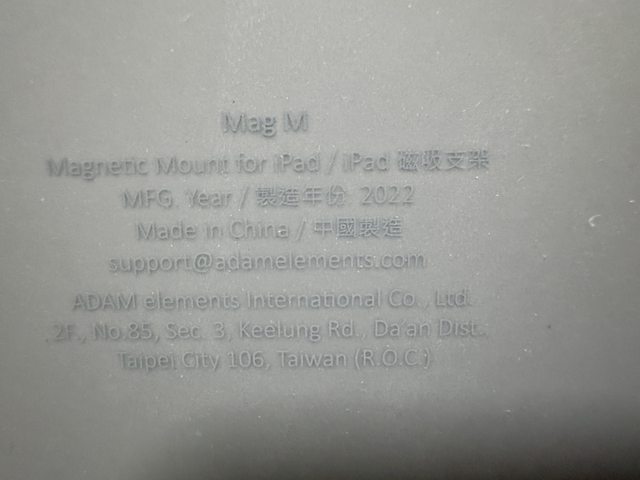 Mag M
Magnetic Mount for iPad / iPad 磁吸支架
MFG. Year / 製造年份 2022
Made in China / 中國製造
support@adamelements.com
ADAM elements International Co., Ltd.
2F., No.85, Sec. 3, Keelung Rd., Da'an Dist.,
Taipei City 106, Taiwan (R.O.C.)